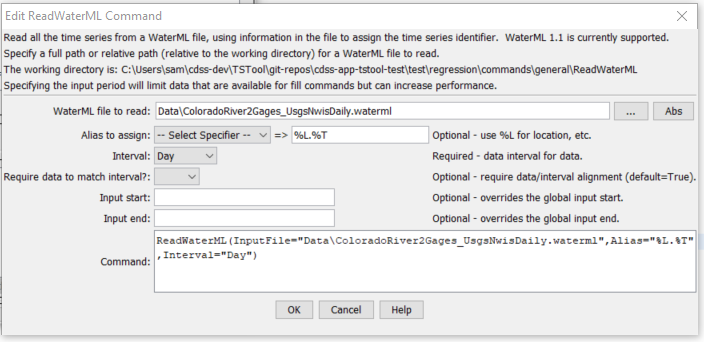 Edit ReadWaterML Command
Read all the time series from a WaterML file, using information in the file to assign the time series identifier.  WaterML 1.1 is currently supported.
Specify a full path or relative path (relative to the working directory) for a WaterML file to read.
The working directory is: C:\Users\sam\cdss-dev\TSTool\git-repos\cdss-app-tstool-test\test\regression\commands\general\ReadWaterML
Specifying the input period will limit data that are available for fill commands but can increase performance.
WaterML file to read: Data\ColoradoRiver2Gages_UsgsNwisDaily.waterml ... Abs
Alias to assign: -- Select Specifier -- => %L.%T Optional - use %L for location, etc.
Interval: Day Required - data interval for data.
Require data to match interval?: Optional - require data/interval alignment (default=True).
Input start: Optional - overrides the global input start.
Input end: Optional - overrides the global input end.
ReadWaterML(InputFile="Data\ColoradoRiver2Gages_UsgsNwisDaily.waterml",Alias="%L.%T"
Command: ,Interval="Day")
OK Cancel Help